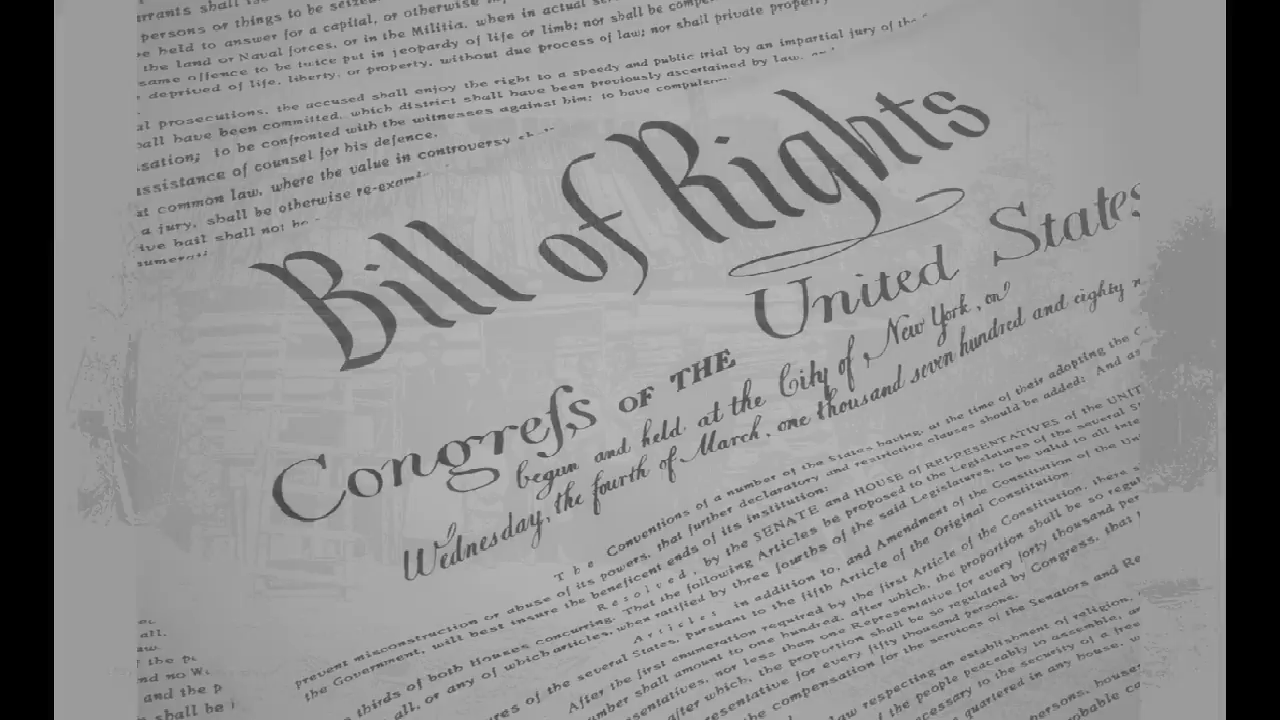 rrants shall
persons or things to be seized
be held to answer for a capital, or otherwise
the land or Naval forces, or in the Militia, when in actual
same offence to be twice put in jeopardy of life or limb; nor shall be
deprived of life, liberty, or property, without due process of law; nor shall private property
al prosecutions, the accused shall enjoy the right to a speedy and public trial by an impartial jury of the
hall have been committed, which district shall have been previously ascertained by law, and
sation; to be confronted with the witnesses against him; to have
assistance of counsel for his defence.
at common law, where the value in controversy
a jury, shall be otherwise
ive bail shall not
Bill of Rights
Congreſs OF THE United States
begun and held at the City of New York, on
Wednesday, the fourth of March, one thousand seven hundred and eighty
The Conventions of a number of the States having, at the time of their adopting the
prevent misconstruction or abuse of its powers, that further declaratory and restrictive clauses should be added: And as
the Government, will best insure the beneficent ends of its institution;
Resolved, by the SENATE and HOUSE of REPRESENTATIVES of the UNIT
thirds of both Houses concurring. That the following Articles be proposed to the Legislatures of the several
all, or any of which articles, when ratified by three fourths of the said Legislatures, to be valid to all
Articles in addition to, and Amendment of the Constitution of the
of the several States, pursuant to the fifth Article of the Original Constitution.
After the first enumeration required by the first Article of the Constitution, there
number shall amount to one hundred, after which, the proportion shall be so
sentatives, nor less than one Representative for every forty thousand
after which, the proportion shall be so regulated by Congress, that
resentative for every fifty thousand persons.
the compensation for the services of the Senators and Re
law respecting an establishment of religion,
of the people peaceably to assemble,
cessary to the security of a free
quartered in any house,
persons, house
all.
the
and no
and the p
shall be